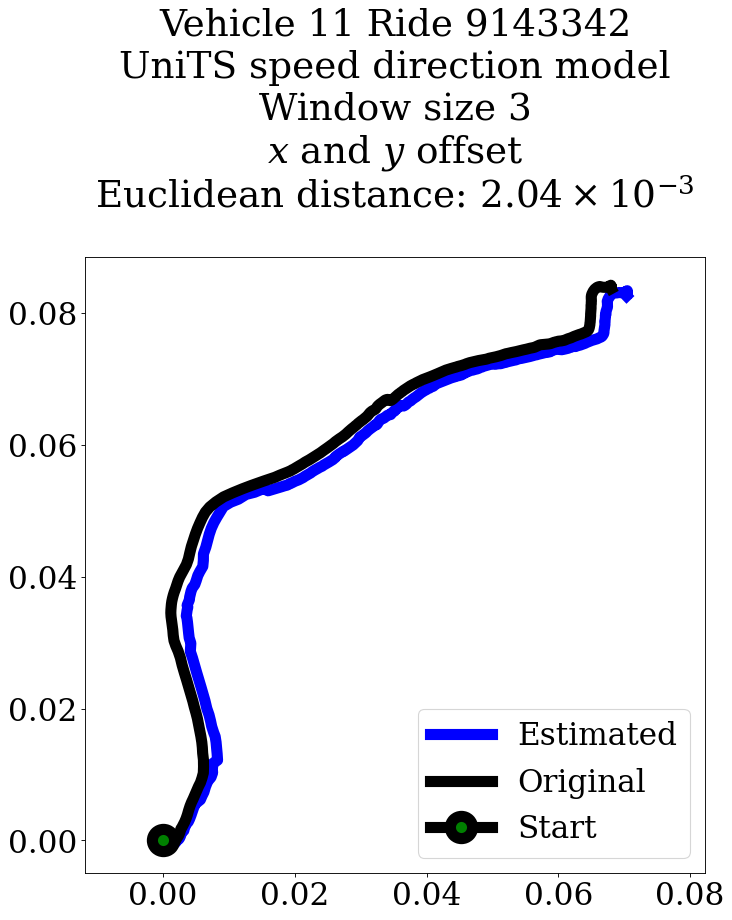 Vehicle 11 Ride 9143342
UniTS speed direction model
Window size 3
x and y offset
Euclidean distance: 2.04 × 10⁻³
0.08
0.06
0.04
0.02
0.00
Estimated
Original
Start
0.00 0.02 0.04 0.06 0.08